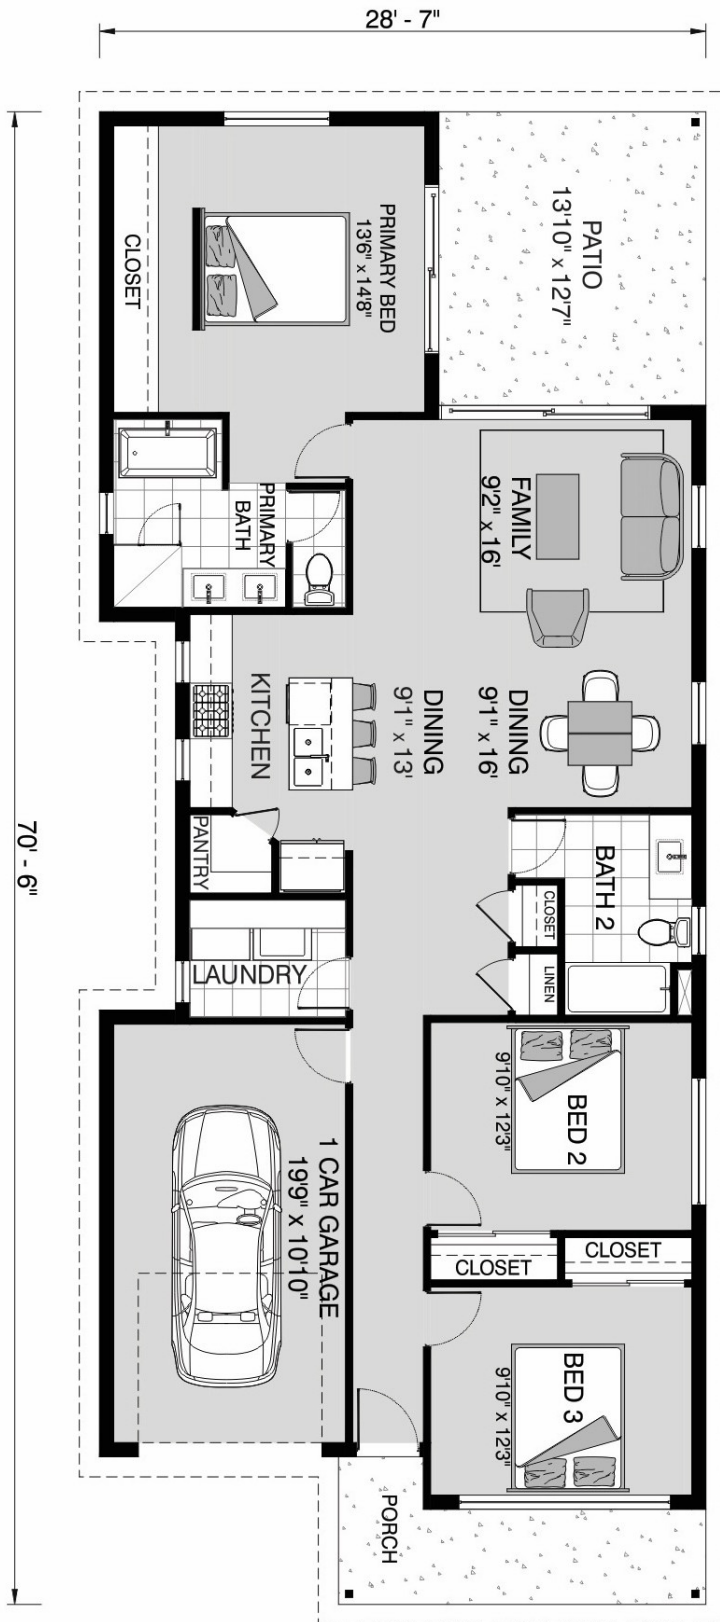 28' - 7"
70' - 6"
PATIO
13'10" x 12'7"
PRIMARY BED
13'6" x 14'8"
CLOSET
FAMILY
9'2" x 16'
PRIMARY
BATH
KITCHEN
DINING
9'1" x 13'
DINING
9'1" x 16'
PANTRY
BATH 2
CLOSET
LINEN
LAUNDRY
BED 2
9'10" x 12'3"
1 CAR GARAGE
19'9" x 10'10"
CLOSET
CLOSET
BED 3
9'10" x 12'3"
PORCH